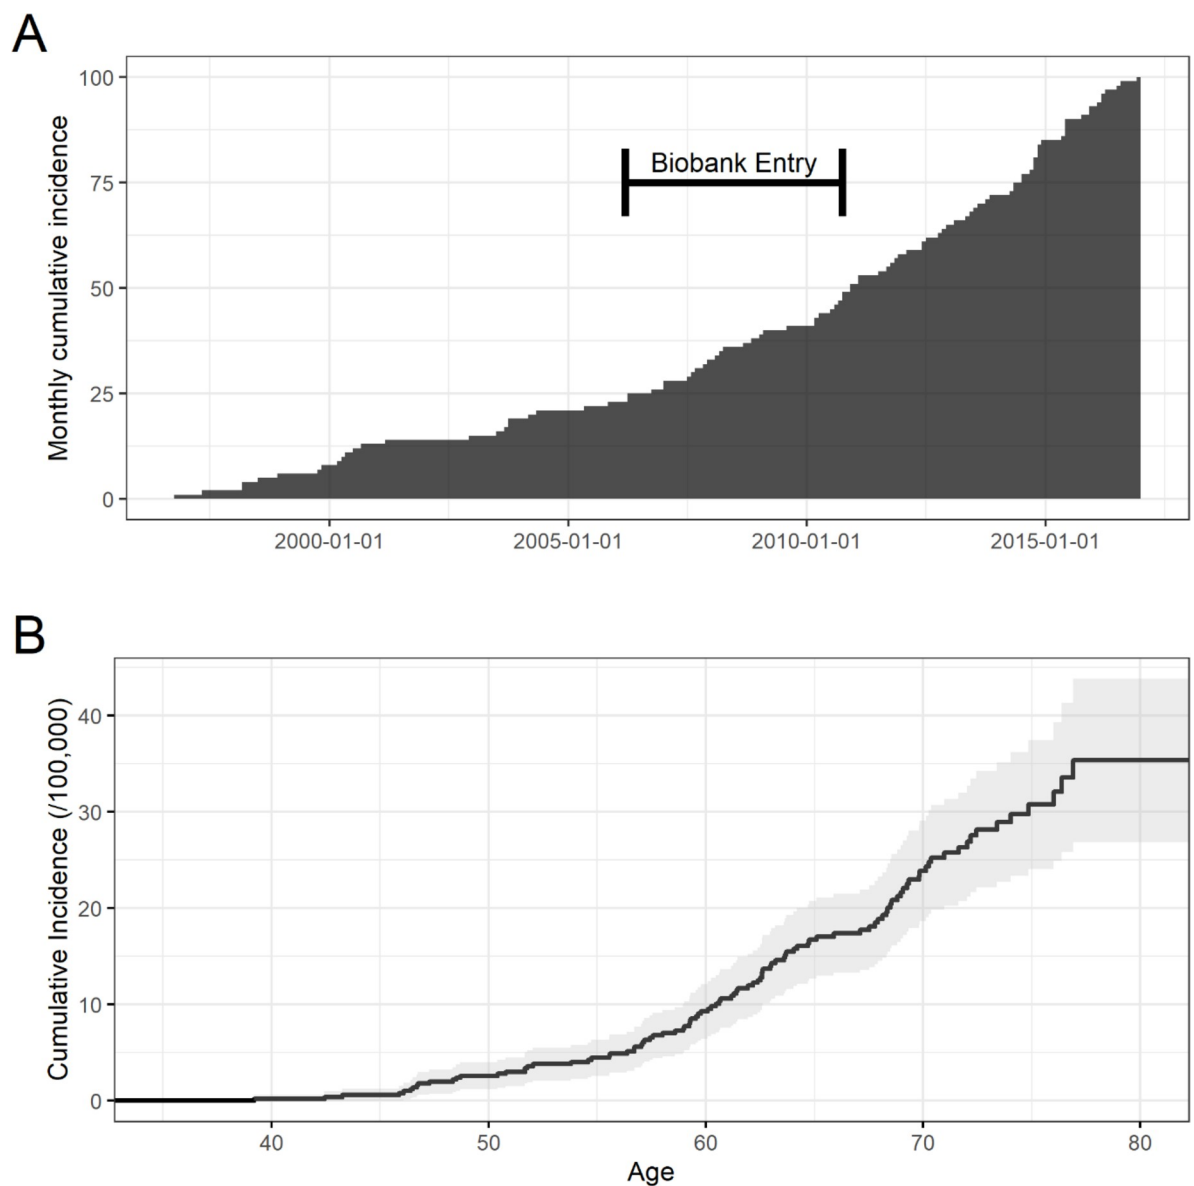 A
Monthly cumulative incidence
100
75
50
25
0
Biobank Entry
2000-01-01 2005-01-01 2010-01-01 2015-01-01
B
Cumulative Incidence (/100,000)
40
30
20
10
0
40 50 60 70 80
Age